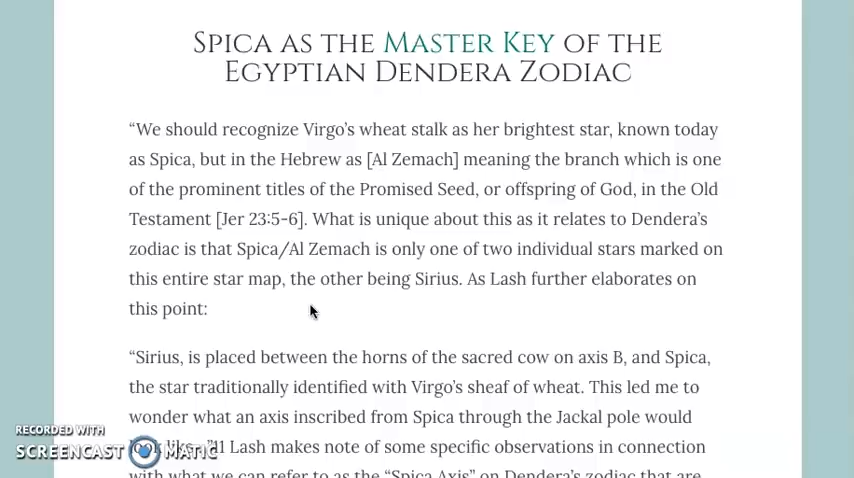 Spica as the Master Key of the
Egyptian Dendera Zodiac
“We should recognize Virgo’s wheat stalk as her brightest star, known today
as Spica, but in the Hebrew as [Al Zemach] meaning the branch which is one
of the prominent titles of the Promised Seed, or offspring of God, in the Old
Testament [Jer 23:5-6]. What is unique about this as it relates to Dendera’s
zodiac is that Spica/Al Zemach is only one of two individual stars marked on
this entire star map, the other being Sirius. As Lash further elaborates on
this point:
“Sirius, is placed between the horns of the sacred cow on axis B, and Spica,
the star traditionally identified with Virgo’s sheaf of wheat. This led me to
wonder what an axis inscribed from Spica through the Jackal pole would
RECORDED WITH
look Lash makes note of some specific observations in connection
SCREENCAST MATIC
with what we can refer to as the “Spica Axis” on Dendera’s zodiac that are